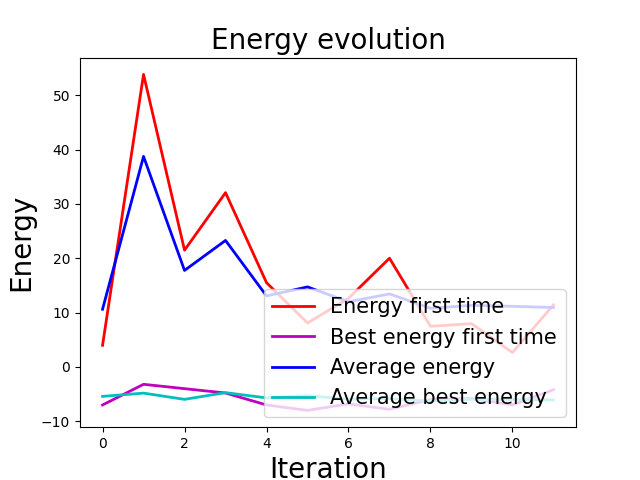 Energy evolution
Energy
50
40
30
20
10
0
−10
Energy first time
Best energy first time
Average energy
Average best energy
0 2 4 6 8 10
Iteration